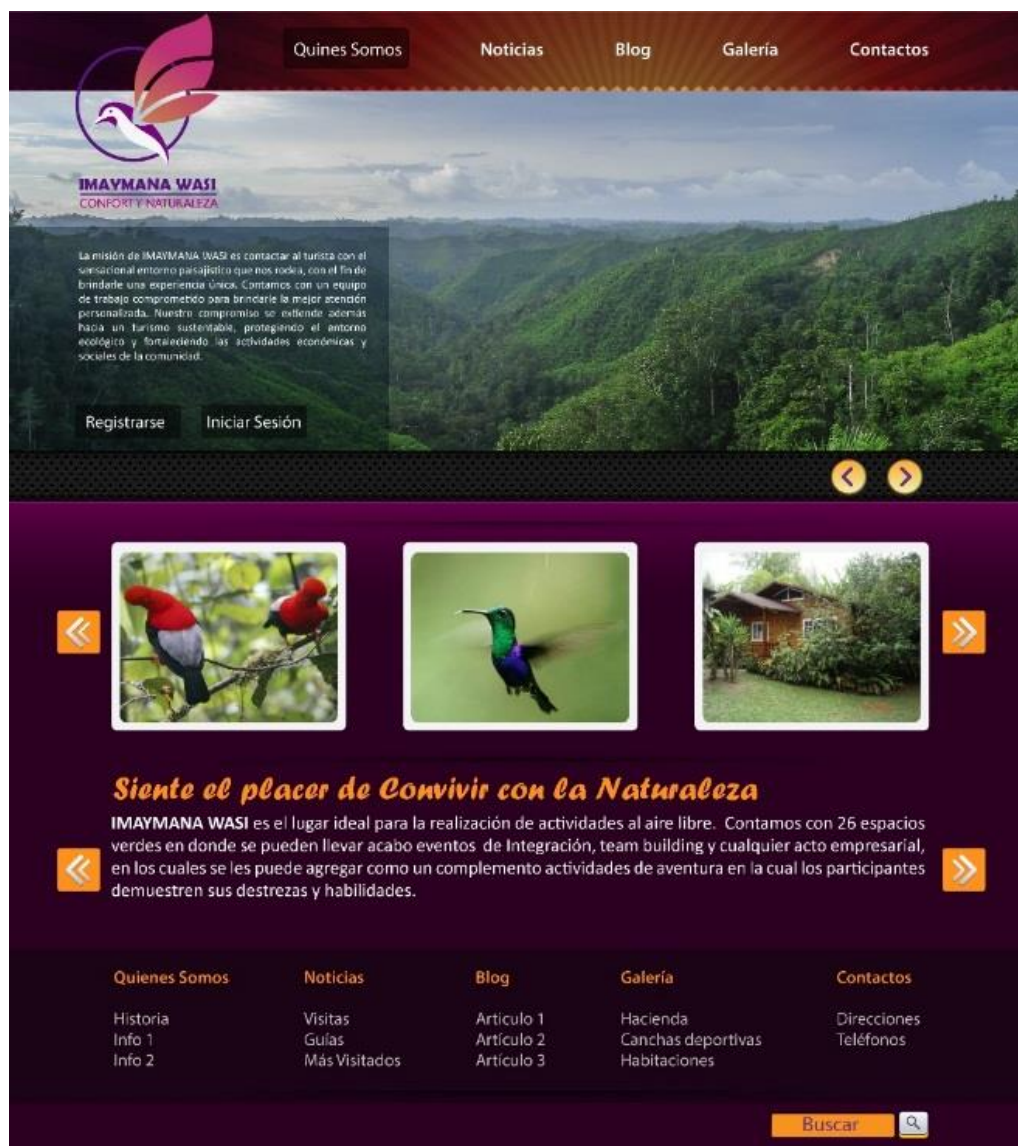 Quines Somos
Noticias
Blog
Galería
Contactos
IMAYMANA WASI
CONFORT Y NATURALEZA
La misión de IMAYMANA WASI es contactar al turista con el
sensacional entorno paisajístico que nos rodea, con el fin de
brindarle una experiencia única. Contamos con un equipo
de trabajo comprometido para brindarle la mejor atención
personalizada. Nuestro compromiso se extiende además
hacia un turismo sustentable, protegiendo el entorno
ecológico y fortaleciendo las actividades económicas y
sociales de la comunidad.
Registrarse
Iniciar Sesión
Siente el placer de Convivir con la Naturaleza
IMAYMANA WASI es el lugar ideal para la realización de actividades al aire libre. Contamos con 26 espacios
verdes en donde se pueden llevar acabo eventos de Integración, team building y cualquier acto empresarial,
en los cuales se les puede agregar como un complemento actividades de aventura en la cual los participantes
demuestren sus destrezas y habilidades.
Quienes Somos
Historia
Info 1
Info 2
Noticias
Visitas
Guías
Más Visitados
Blog
Articulo 1
Artículo 2
Artículo 3
Galería
Hacienda
Canchas deportivas
Habitaciones
Contactos
Direcciones
Teléfonos
Buscar